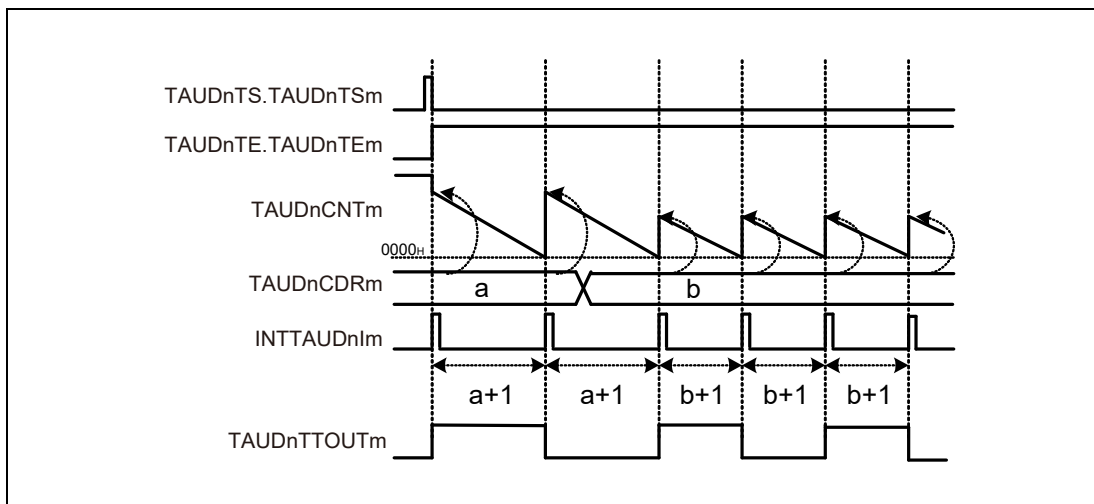 TAUDnTS.TAUDnTSm
TAUDnTE.TAUDnTEm
TAUDnCNTm
0000H
TAUDnCDRm
a
b
INTTAUDnIm
a+1
a+1
b+1
b+1
b+1
TAUDnTTOUTm